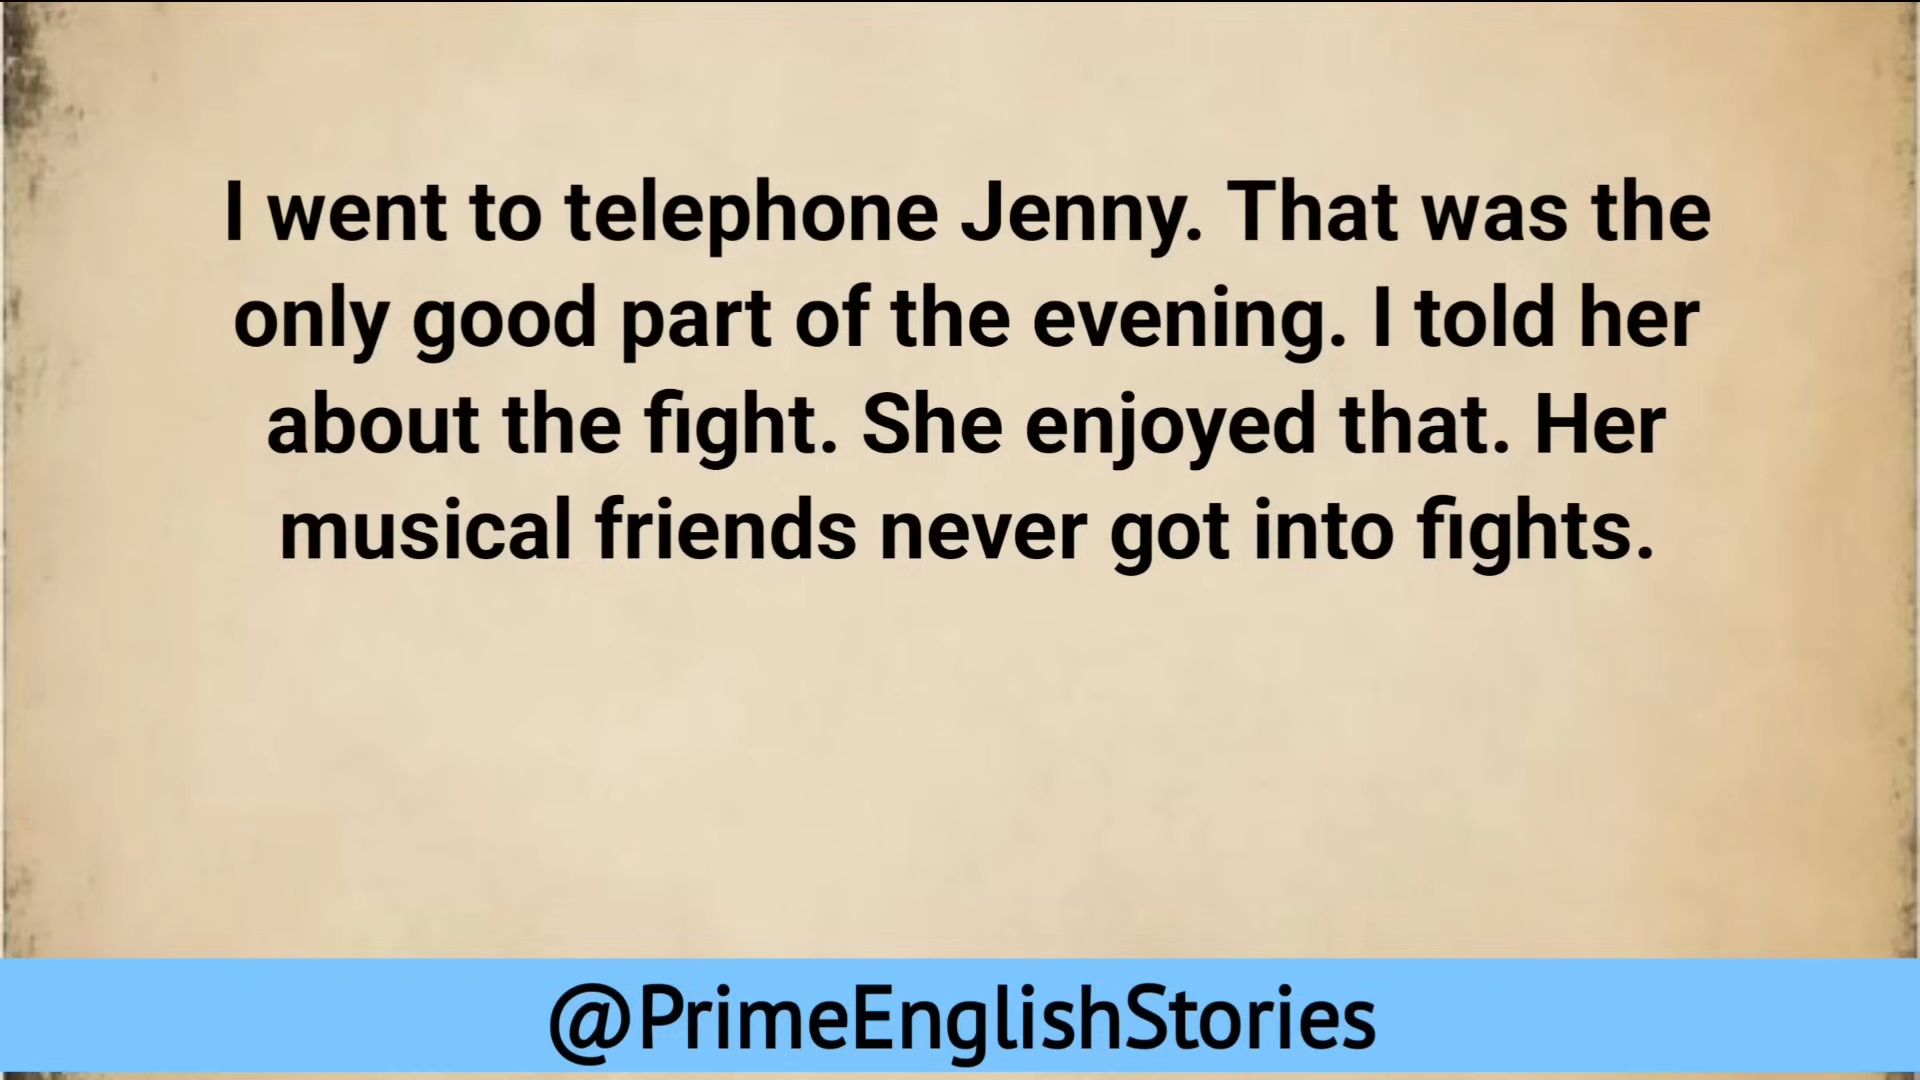 I went to telephone Jenny. That was the
only good part of the evening. I told her
about the fight. She enjoyed that. Her
musical friends never got into fights.
@PrimeEnglishStories